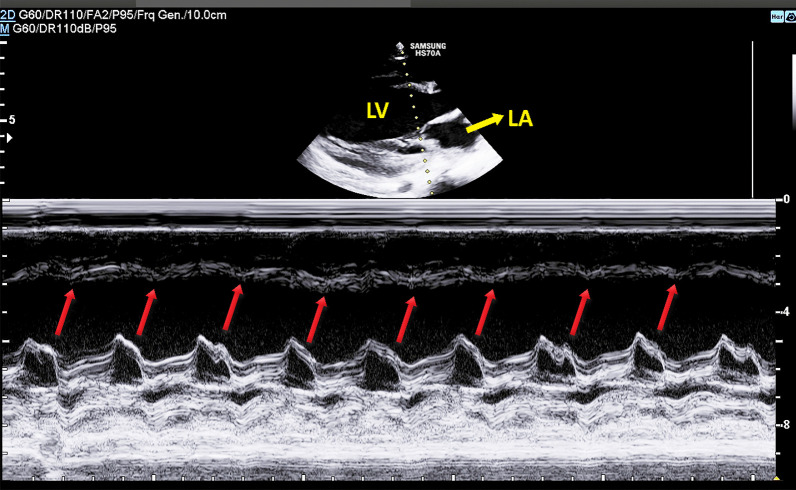 2D G60/DR110/FA2/P95/Frq Gen./10.0cm
M G60/DR110dB/P95
Har
SAMSUNG
HS70A
LV
LA
5
0
4
8